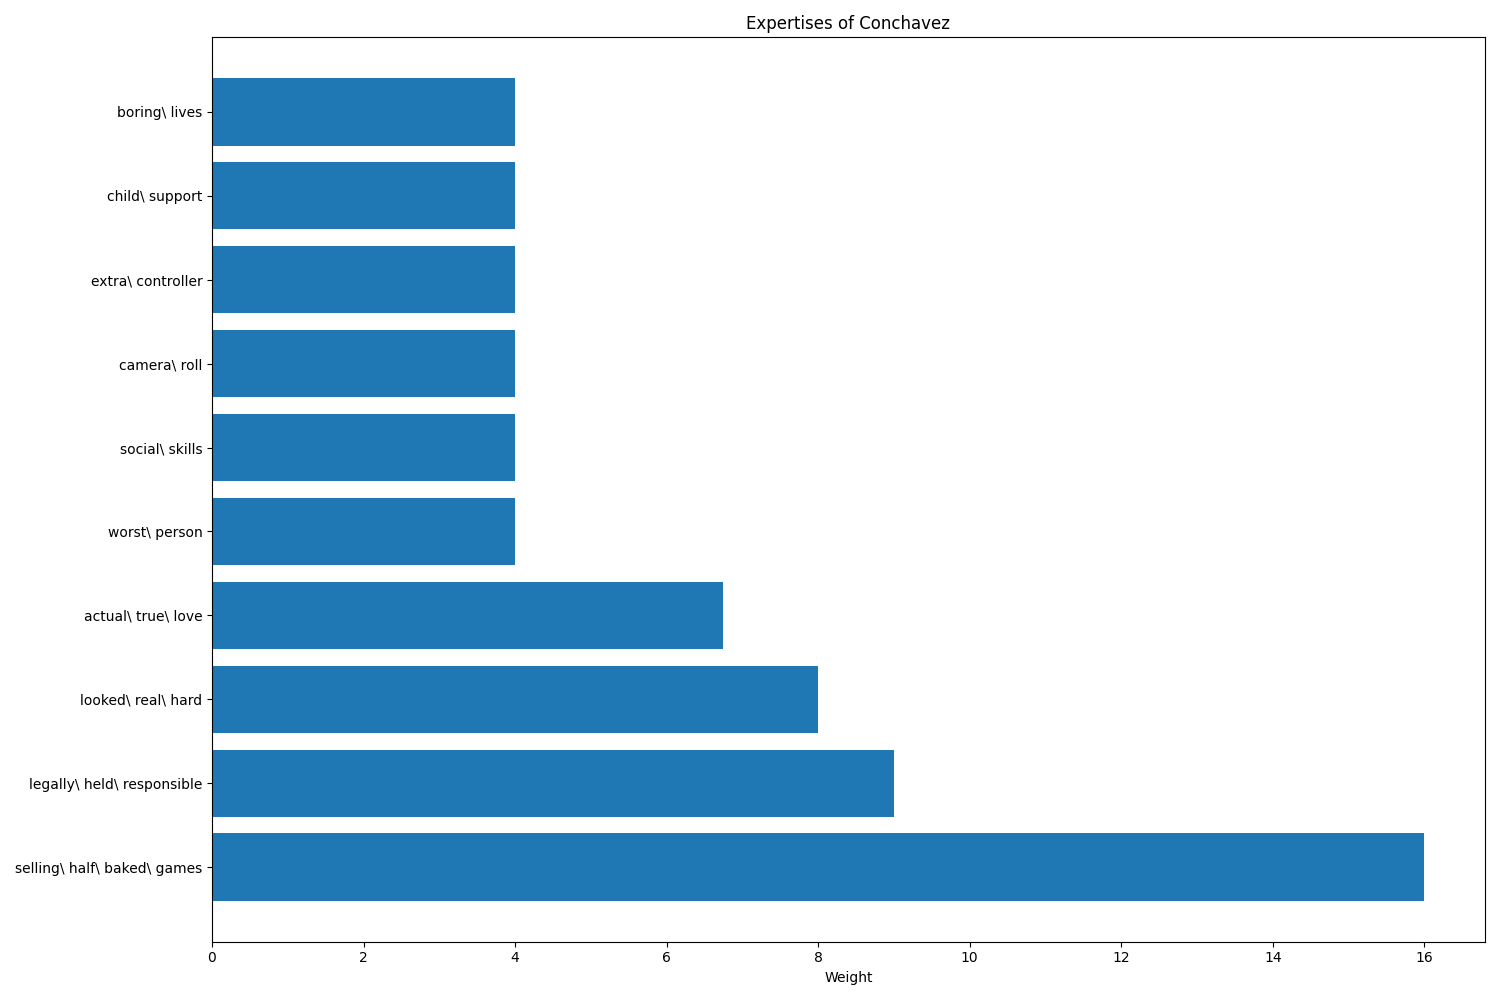 Expertises of Conchavez
boring\ lives
child\ support
extra\ controller
camera\ roll
social\ skills
worst\ person
actual\ true\ love
looked\ real\ hard
legally\ held\ responsible
selling\ half\ baked\ games
0 2 4 6 8 10 12 14 16
Weight